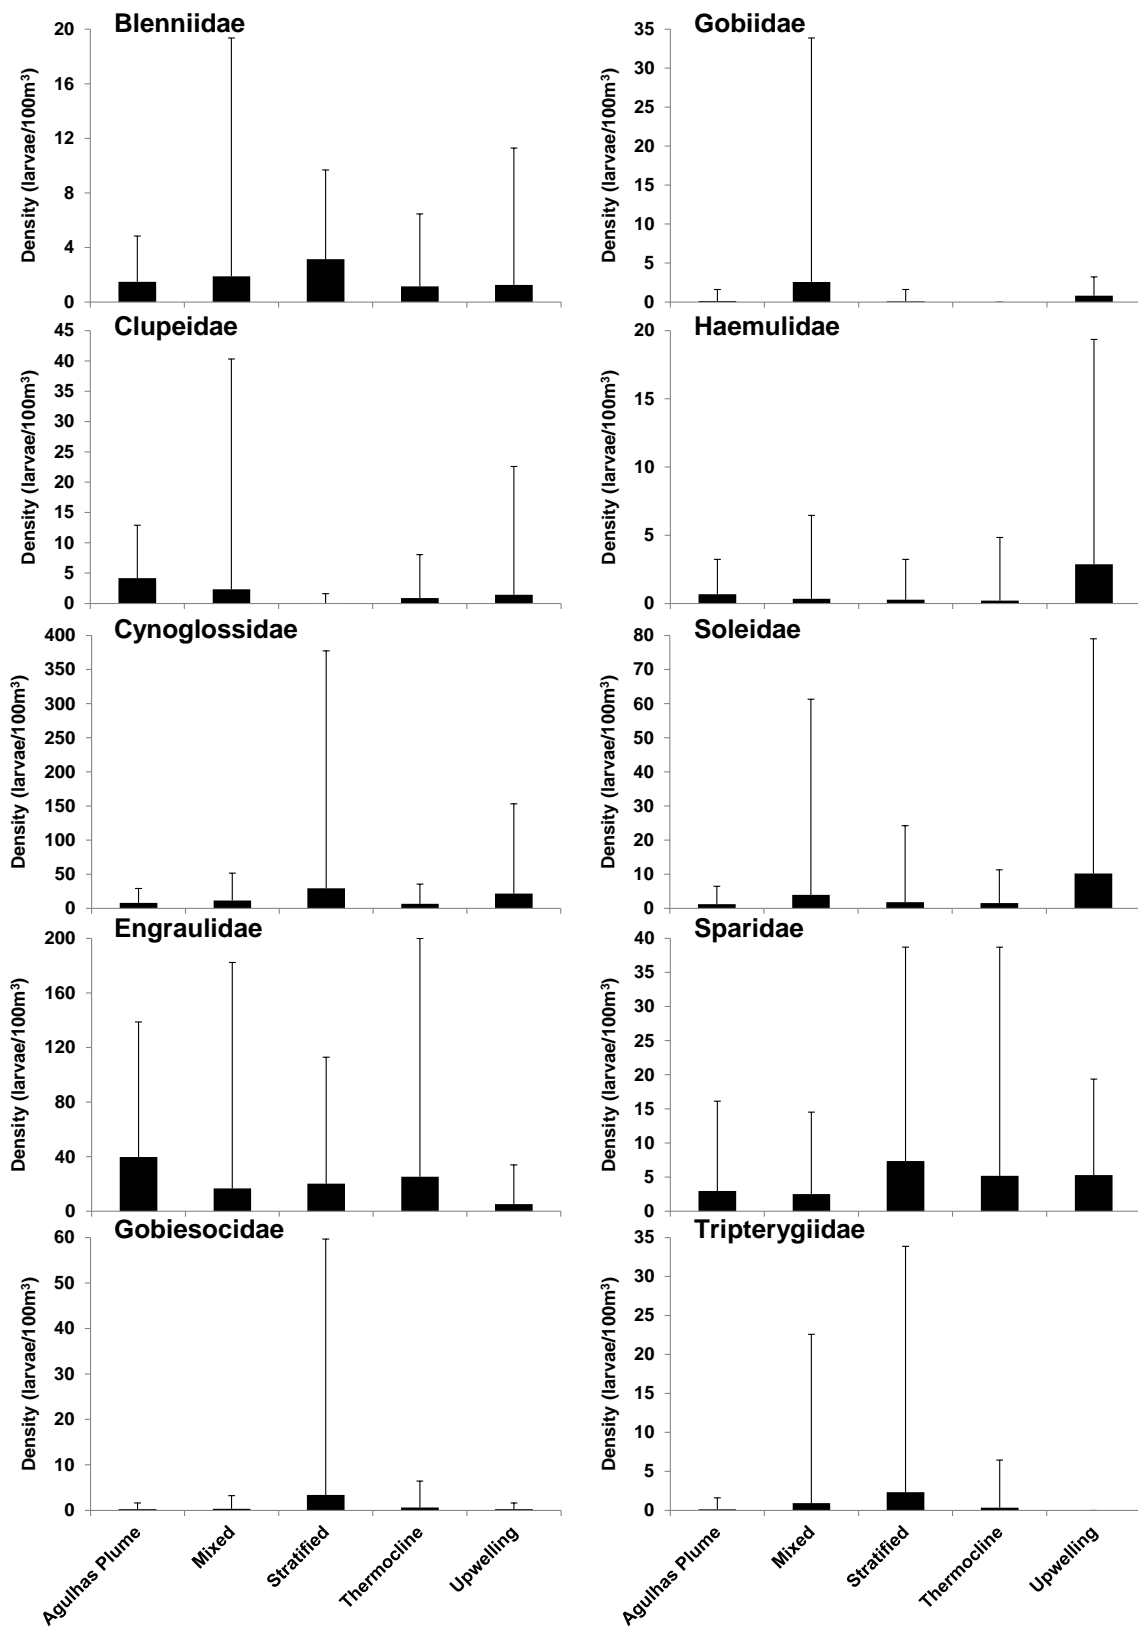 Blenniidae
Density (larvae/100m³)
20
16
12
8
4
0
Gobiidae
Density (larvae/100m³)
35
30
25
20
15
10
5
0
Clupeidae
Density (larvae/100m³)
45
40
35
30
25
20
15
10
5
0
Haemulidae
Density (larvae/100m³)
20
15
10
5
0
Cynoglossidae
Density (larvae/100m³)
400
350
300
250
200
150
100
50
0
Soleidae
Density (larvae/100m³)
80
70
60
50
40
30
20
10
0
Engraulidae
Density (larvae/100m³)
200
160
120
80
40
0
Sparidae
Density (larvae/100m³)
40
35
30
25
20
15
10
5
0
Gobiesocidae
Density (larvae/100m³)
60
50
40
30
20
10
0
Agulhas Plume
Mixed
Stratified
Thermocline
Upwelling
Tripterygiidae
Density (larvae/100m³)
35
30
25
20
15
10
5
0
Agulhas Plume
Mixed
Stratified
Thermocline
Upwelling